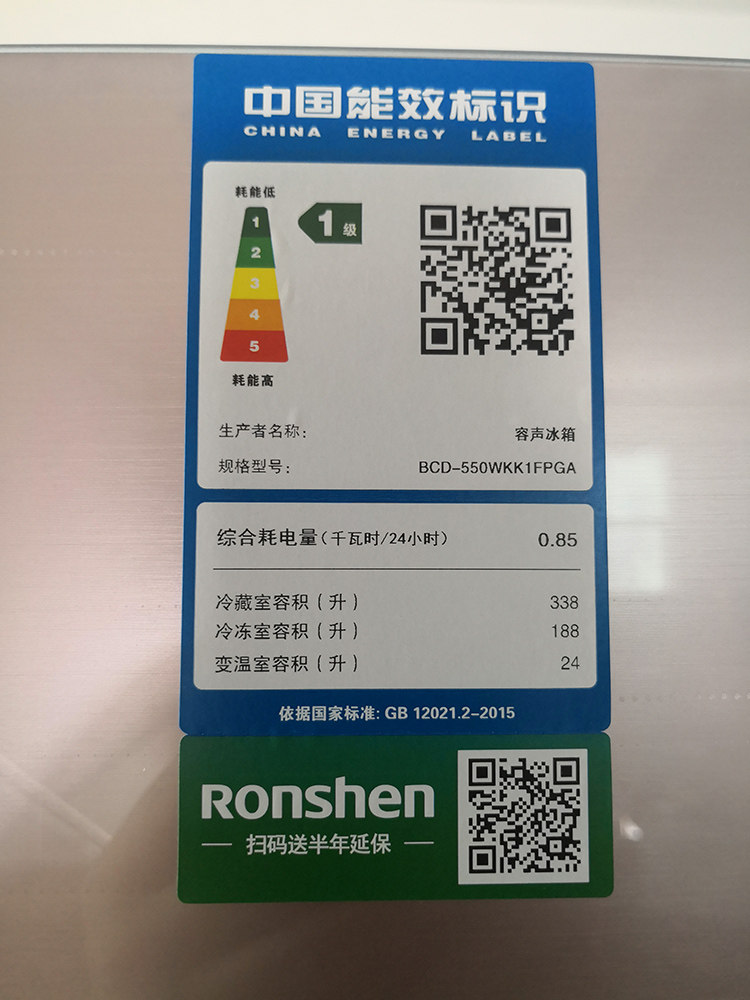 中国能效标识
CHINA ENERGY LABEL
耗能低
1
2
3
4
5
耗能高
1级
生产者名称: 容声冰箱
规格型号: BCD-550WKK1FPGA
综合耗电量(千瓦时/24小时) 0.85
冷藏室容积(升) 338
冷冻室容积(升) 188
变温室容积(升) 24
依据国家标准: GB 12021.2-2015
Ronshen
扫码送半年延保